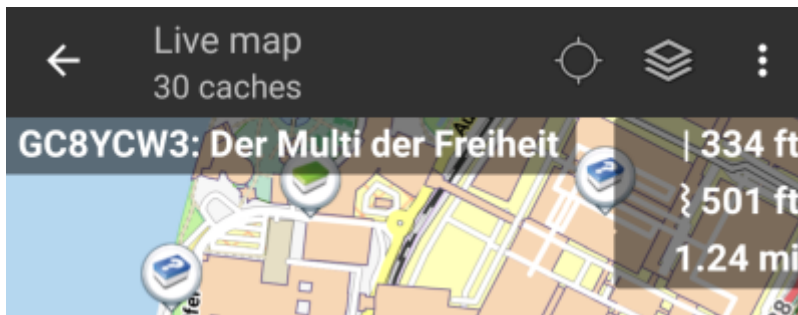 Live map
30 caches
GC8YCW3: Der Multi der Freiheit
| 334 ft
⌇ 501 ft
1.24 mi